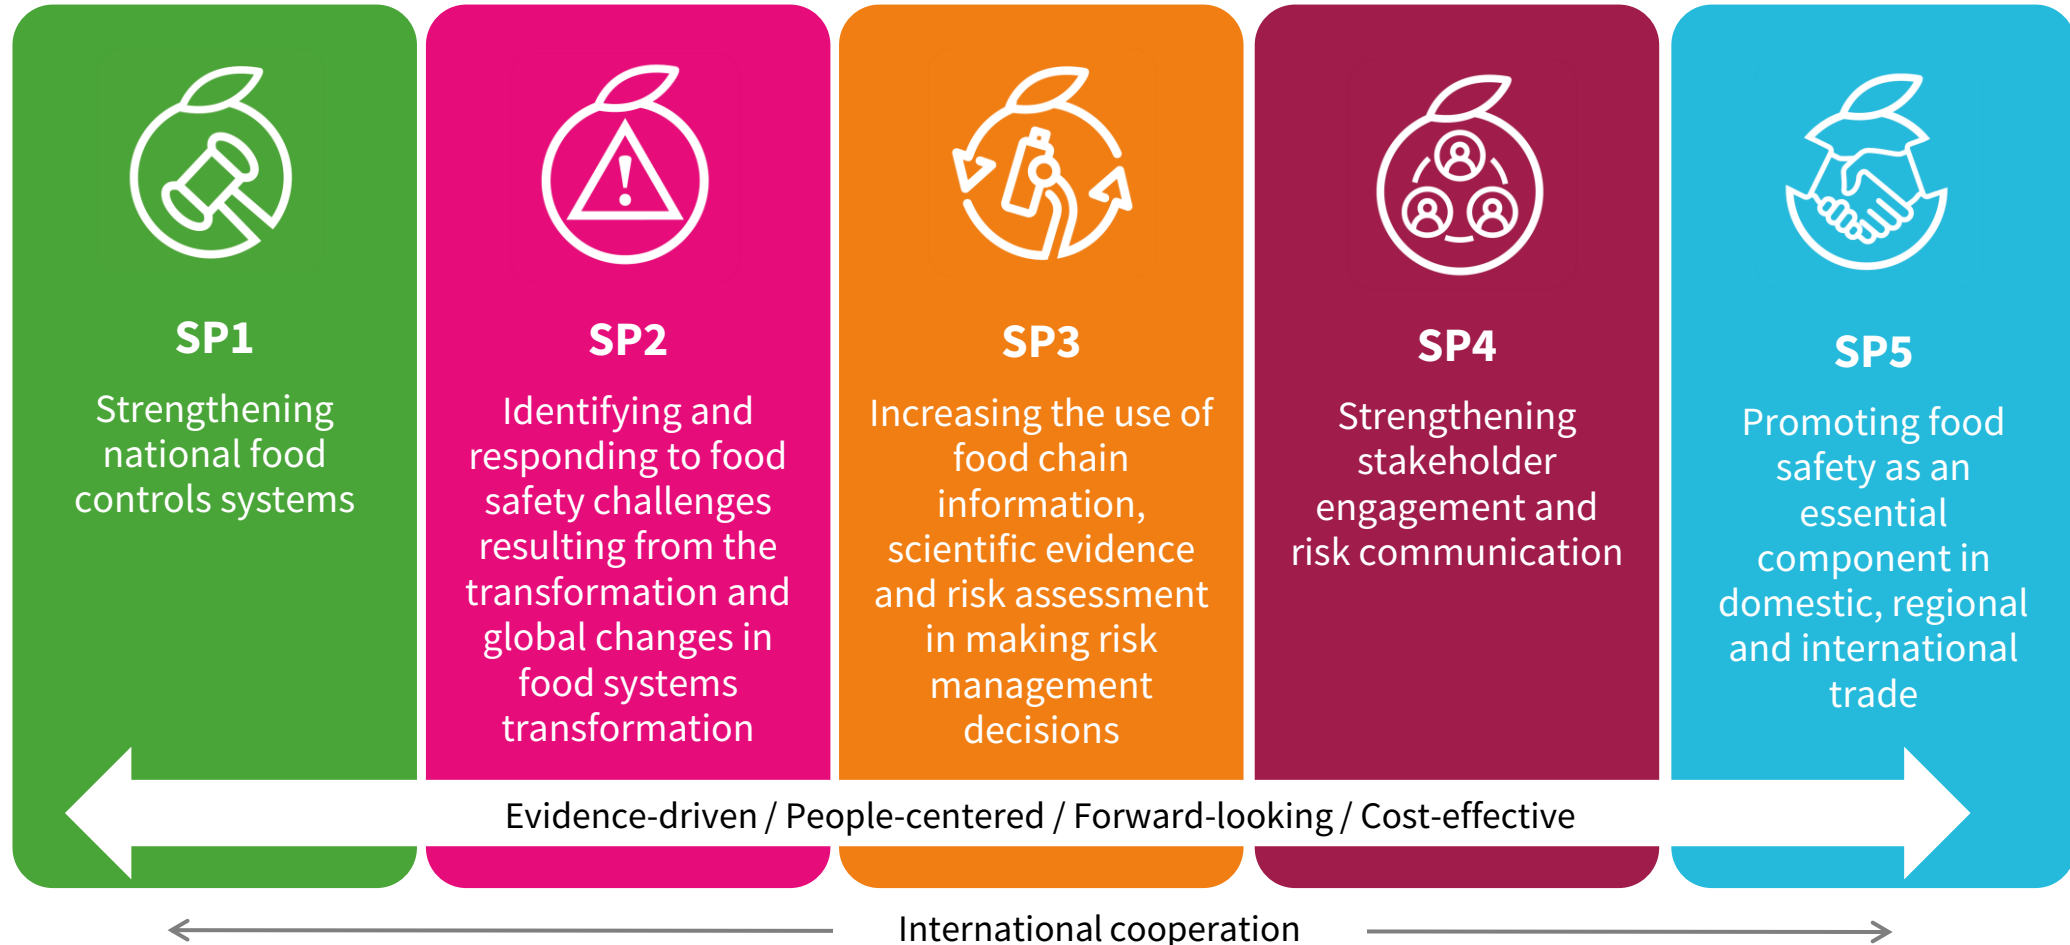 SP1
Strengthening
national food
controls systems
SP2
Identifying and
responding to food
safety challenges
resulting from the
transformation and
global changes in
food systems
transformation
SP3
Increasing the use of
food chain
information,
scientific evidence
and risk assessment
in making risk
management
decisions
SP4
Strengthening
stakeholder
engagement and
risk communication
SP5
Promoting food
safety as an
essential
component in
domestic, regional
and international
trade
Evidence-driven / People-centered / Forward-looking / Cost-effective
International cooperation